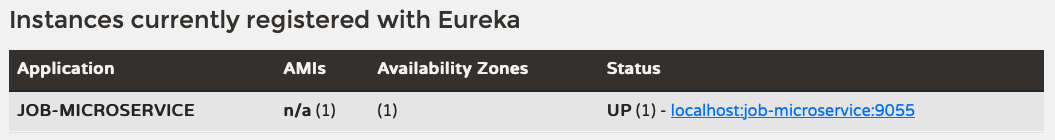 Instances currently registered with Eureka
Application AMIs Availability Zones Status
JOB-MICROSERVICE n/a (1) (1) UP (1) - localhost:job-microservice:9055